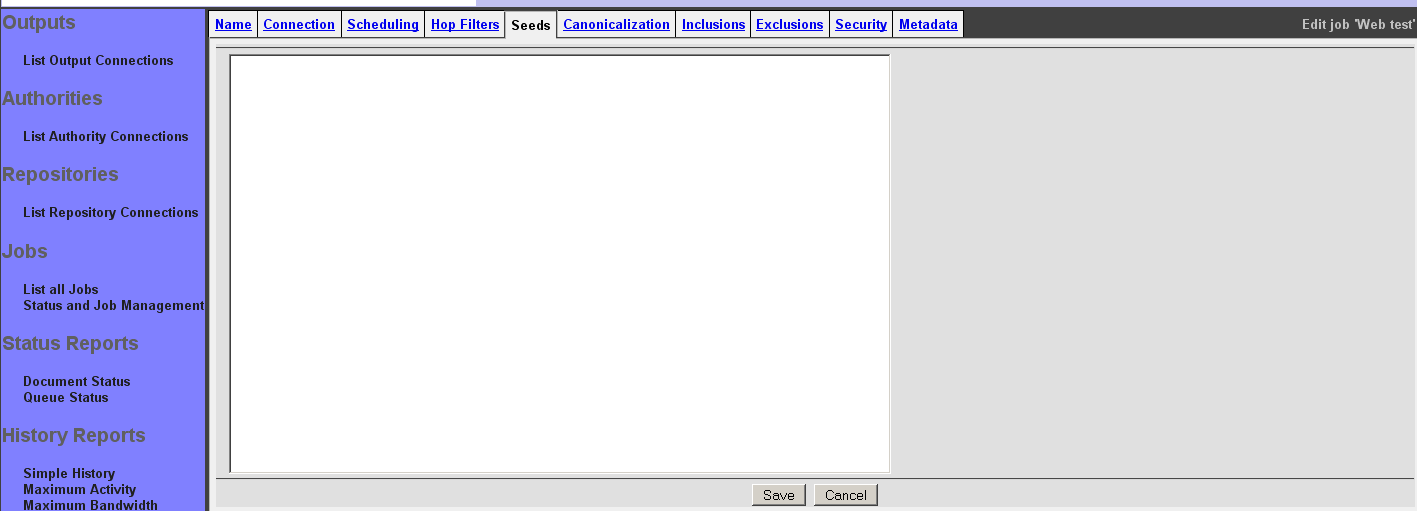 Name Connection Scheduling Hop Filters Seeds Canonicalization Inclusions Exclusions Security Metadata Edit job 'Web test'
Outputs
List Output Connections
Authorities
List Authority Connections
Repositories
List Repository Connections
Jobs
List all Jobs
Status and Job Management
Status Reports
Document Status
Queue Status
History Reports
Simple History
Maximum Activity
Maximum Bandwidth
Save Cancel